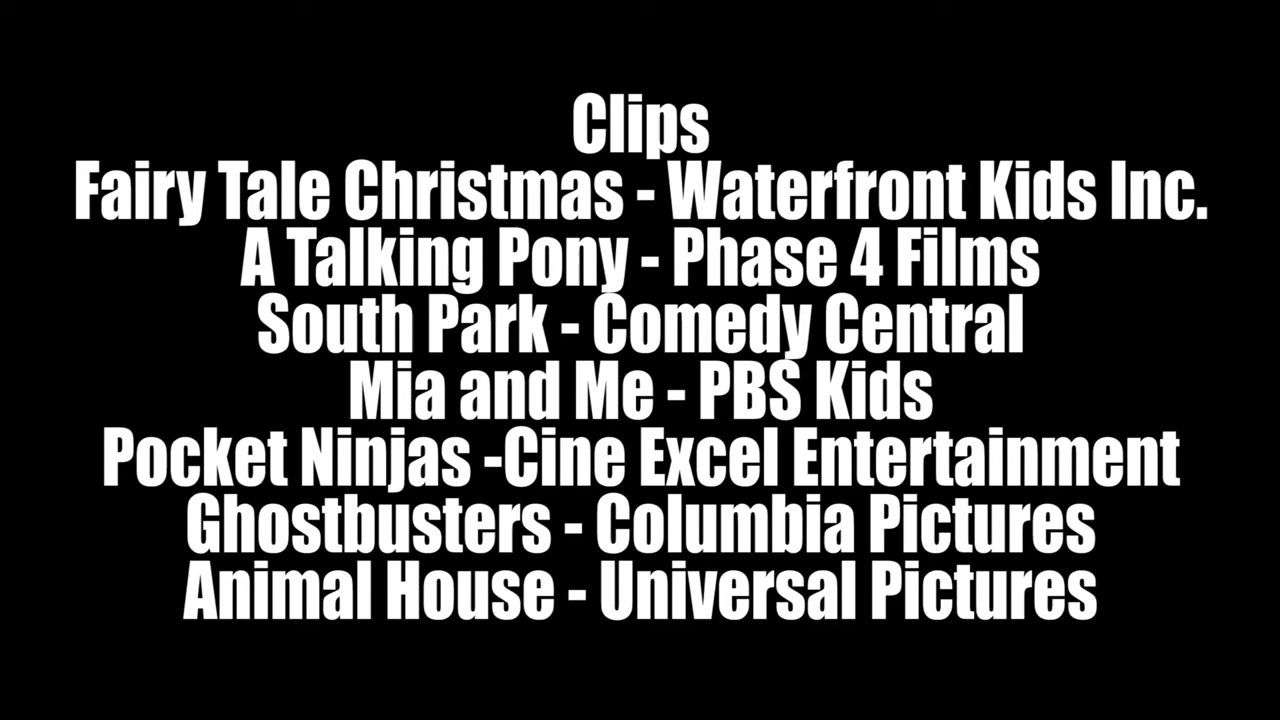 Clips
Fairy Tale Christmas - Waterfront Kids Inc.
A Talking Pony - Phase 4 Films
South Park - Comedy Central
Mia and Me - PBS Kids
Pocket Ninjas -Cine Excel Entertainment
Ghostbusters - Columbia Pictures
Animal House - Universal Pictures